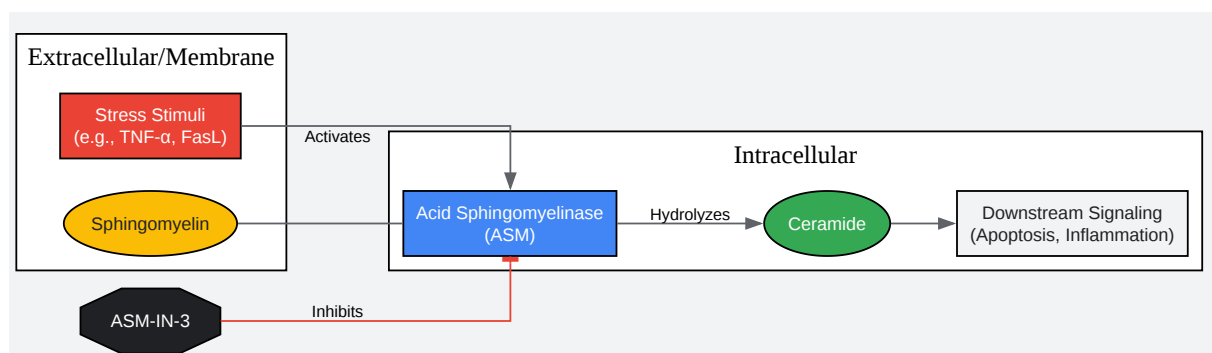 Extracellular/Membrane
Stress Stimuli
(e.g., TNF-α, FasL)
Activates
Intracellular
Sphingomyelin
Acid Sphingomyelinase
(ASM)
Hydrolyzes
Ceramide
Downstream Signaling
(Apoptosis, Inflammation)
ASM-IN-3
Inhibits